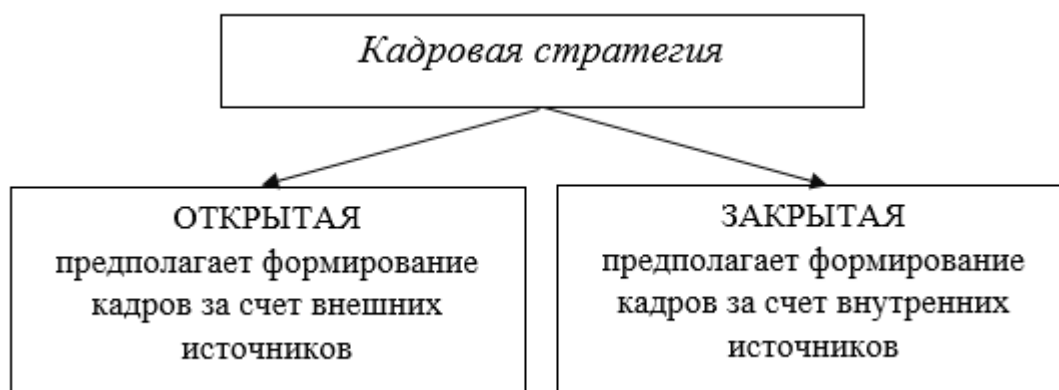 Кадровая стратегия
ОТКРЫТАЯ
предполагает формирование
кадров за счет внешних
источников
ЗАКРЫТАЯ
предполагает формирование
кадров за счет внутренних
источников